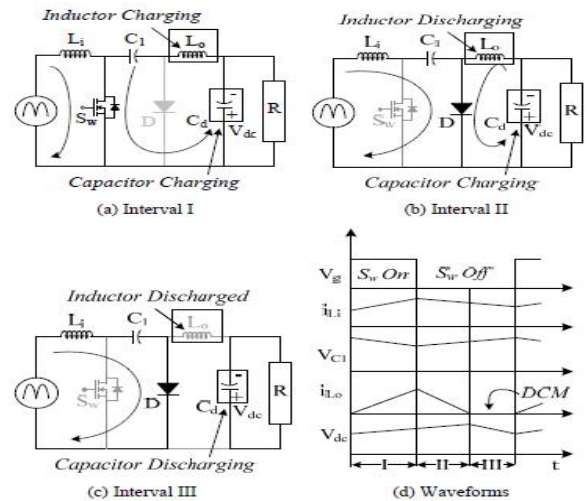 Inductor Charging
Li C1 Lo
Sw D Cd - + Vdc R
Capacitor Charging
(a) Interval I
Inductor Discharging
Li C1 Lo
Sw D Cd - + Vdc R
Capacitor Charging
(b) Interval II
Inductor Discharged
Li C1 Lo
Sw D Cd - + Vdc R
Capacitor Discharging
(c) Interval III
Vg Sw On Sw Off
iLi
VC1
iLo DCM
Vdc
I II III t
(d) Waveforms